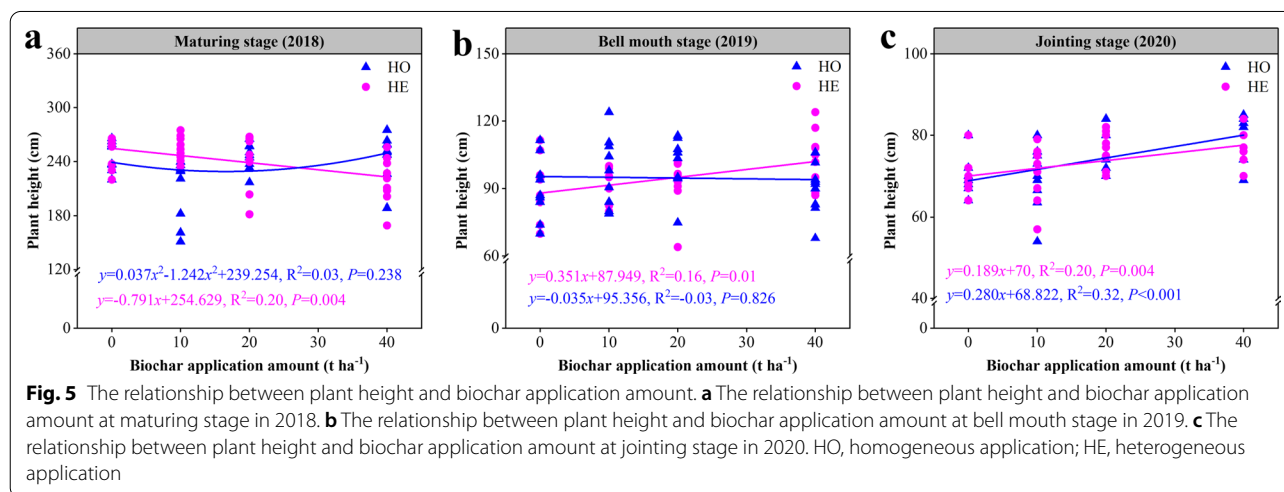 a
Maturing stage (2018)
HO
HE
360
300
240
180
120
0
Plant height (cm)
y=0.037x²-1.242x²+239.254, R²=0.03, P=0.238
y=-0.791x+254.629, R²=0.20, P=0.004
0 10 20 30 40
Biochar application amount (t ha⁻¹)
b
Bell mouth stage (2019)
HO
HE
150
120
90
60
0
Plant height (cm)
y=0.351x+87.949, R²=0.16, P=0.01
y=-0.035x+95.356, R²=-0.03, P=0.826
0 10 20 30 40
Biochar application amount (t ha⁻¹)
c
Jointing stage (2020)
HO
HE
100
80
60
40
0
Plant height (cm)
y=0.189x+70, R²=0.20, P=0.004
y=0.280x+68.822, R²=0.32, P<0.001
0 10 20 30 40
Biochar application amount (t ha⁻¹)
Fig. 5 The relationship between plant height and biochar application amount. a The relationship between plant height and biochar application
amount at maturing stage in 2018. b The relationship between plant height and biochar application amount at bell mouth stage in 2019. c The
relationship between plant height and biochar application amount at jointing stage in 2020. HO, homogeneous application; HE, heterogeneous
application